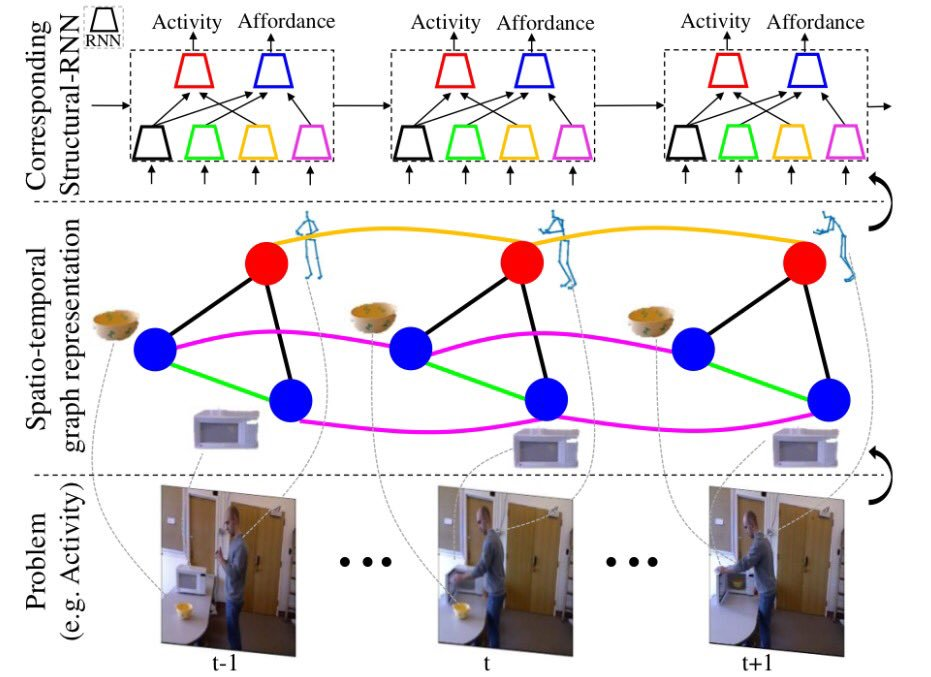 Corresponding
Structural-RNN
RNN
Activity Affordance
Activity Affordance
Activity Affordance
Spatio-temporal
graph representation
Problem
(e.g. Activity)
t-1
t
t+1